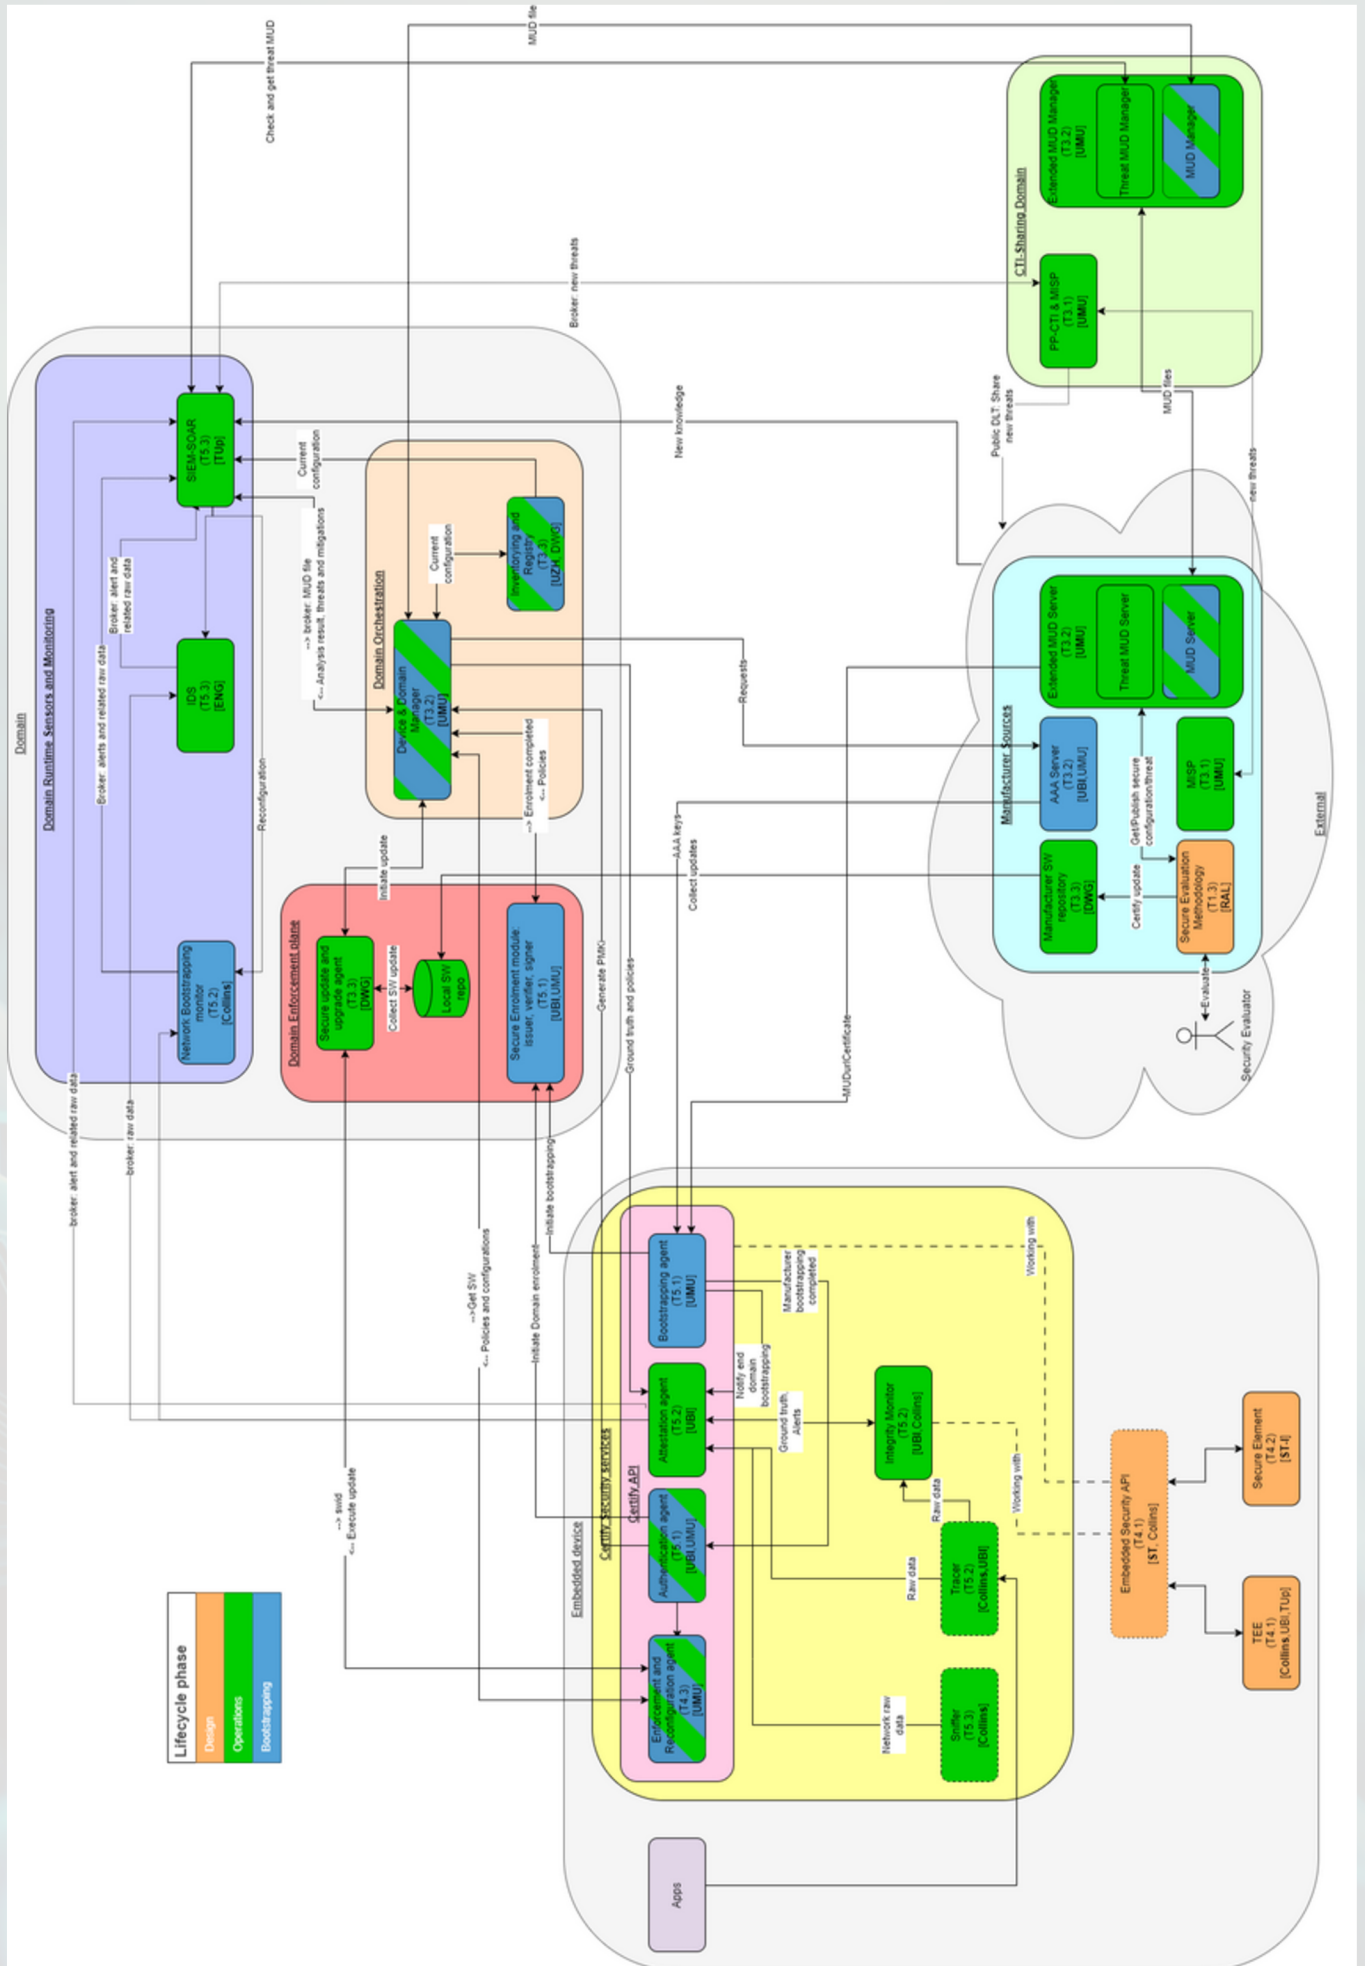 Lifecycle phase
Design
Operations
Bootstrapping
Domain
Domain Runtime Sensors and Monitoring
Network Bootstrapping
monitor
(T5.2)
[Collins]
IDS
(T5.3)
[ENG]
SIEM-SOAR
(T5.3)
[TUp]
broker: alert and related raw data
broker: raw data
Broker: alerts and related raw data
Broker: alert and
related raw data
Reconfiguration
Check and get threat MUD
MUD file
Broker: new threats
Current
configuration
--> broker: MUD file
<-- Analysis result, threats and mitigations
Domain Enforcement plane
Secure update and
upgrade agent
(T3.3)
[DWG]
Collect SW update
Local SW
repo
Secure Enrolment module:
issuer, verifier, signer
(T5.1)
[UBI,UMU]
Initiate update
Domain Orchestration
Device & Domain
Manager
(T3.2)
[UMU]
Current
configuration
Inventorying and
Registry
(T3.3)
[UZH, DWG]
--> Enrolment completed
<-- Policies
--> swid
<-- Execute update
-->Get SW
<-- Policies and configurations
Initiate Domain enrolment
Initiate bootstrapping
Generate PMK
Ground truth and policies
AAA keys
Collect updates
Requests
New knowledge
MUDurlCertificate
Embedded device
Certify Security services
Certify API
Apps
Enforcement and
Reconfiguration agent
(T4.3)
[UMU]
Authentication agent
(T5.1)
[UBI,UMU]
Attestation agent
(T5.2)
[UBI]
Bootstrapping agent
(T5.1)
[UMU]
Notify end
domain
bootstrapping
Manufacturer
bootstrapping
completed
Ground truth,
Alerts
Integrity Monitor
(T5.2)
[UBI,Collins]
Network raw
data
Raw data
Raw data
Sniffer
(T5.3)
[Collins]
Tracer
(T5.2)
[Collins,UBI]
Working with
Working with
Embedded Security API
(T4.1)
[ST, Collins]
TEE
(T4.1)
[Collins,UBI,TUp]
Secure Element
(T4.2)
[ST-I]
Manufacturer Sources
Manufacturer SW
repository
(T3.3)
[DWG]
AAA Server
(T3.2)
[UBI,UMU]
Extended MUD Server
(T3.2)
[UMU]
Threat MUD Server
MUD Server
Certify update
Get/Publish secure
configuration/threat
Secure Evaluation
Methodology
(T1.3)
[RAL]
MISP
(T3.1)
[UMU]
Evaluate
Security Evaluator
External
Public DLT: Share
new threats
MUD files
new threats
CTI-Sharing Domain
PP-CTI & MISP
(T3.1)
[UMU]
Extended MUD Manager
(T3.2)
[UMU]
Threat MUD Manager
MUD Manager